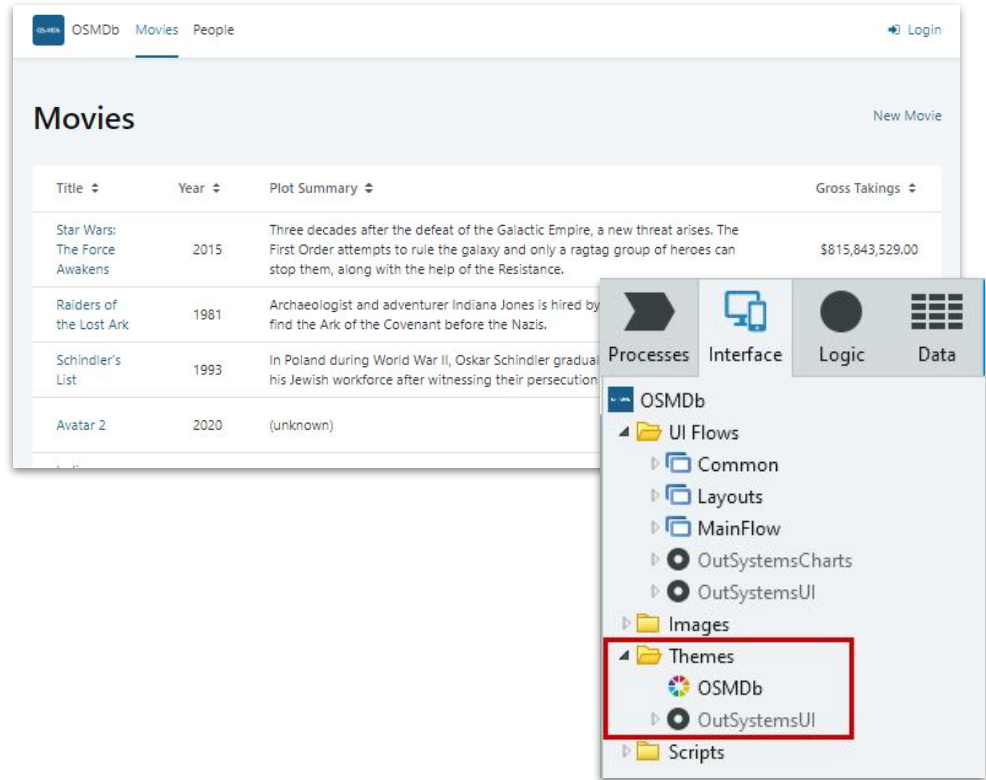 OSMDb Movies People Login
Movies
New Movie
Title Year Plot Summary Gross Takings
Star Wars:
The Force
Awakens
2015
Three decades after the defeat of the Galactic Empire, a new threat arises. The
First Order attempts to rule the galaxy and only a ragtag group of heroes can
stop them, along with the help of the Resistance.
$815,843,529.00
Raiders of
the Lost Ark
1981
Archaeologist and adventurer Indiana Jones is hired by
find the Ark of the Covenant before the Nazis.
Schindler's
List
1993
In Poland during World War II, Oskar Schindler
his Jewish workforce after witnessing their persecution
Avatar 2
2020
(unknown)
Processes Interface Logic Data
OSMDb
UI Flows
Common
Layouts
MainFlow
OutSystemsCharts
OutSystemsUI
Images
Themes
OSMDb
OutSystemsUI
Scripts